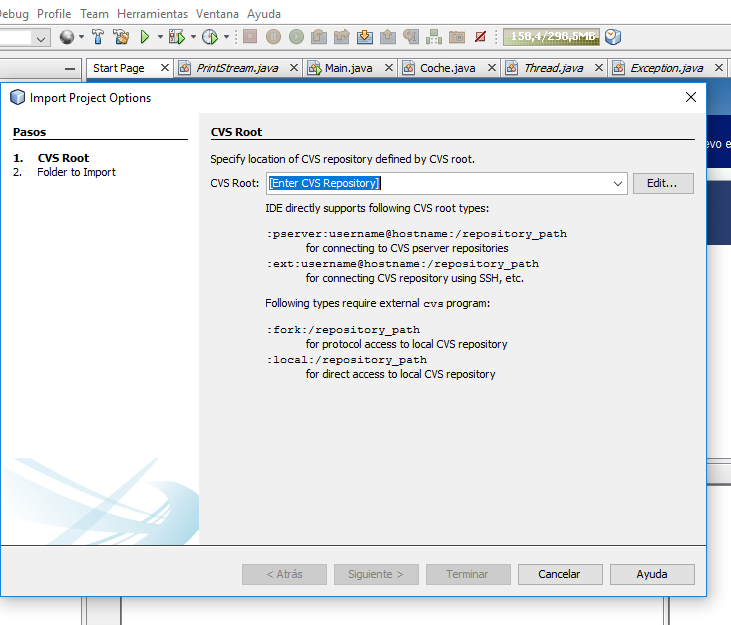 Debug Profile Team Herramientas Ventana Ayuda
158,4/298,5MB
Start Page PrintStream.java Main.java Coche.java Thread.java Exception.java
Import Project Options
Pasos
1. CVS Root
2. Folder to Import
CVS Root
Specify location of CVS repository defined by CVS root.
CVS Root: [Enter CVS Repository] Edit...
IDE directly supports following CVS root types:
:pserver:username@hostname:/repository_path
for connecting to CVS pserver repositories
:ext:username@hostname:/repository_path
for connecting CVS repository using SSH, etc.
Following types require external cvs program:
:fork:/repository_path
for protocol access to local CVS repository
:local:/repository_path
for direct access to local CVS repository
< Atrás Siguiente > Terminar Cancelar Ayuda